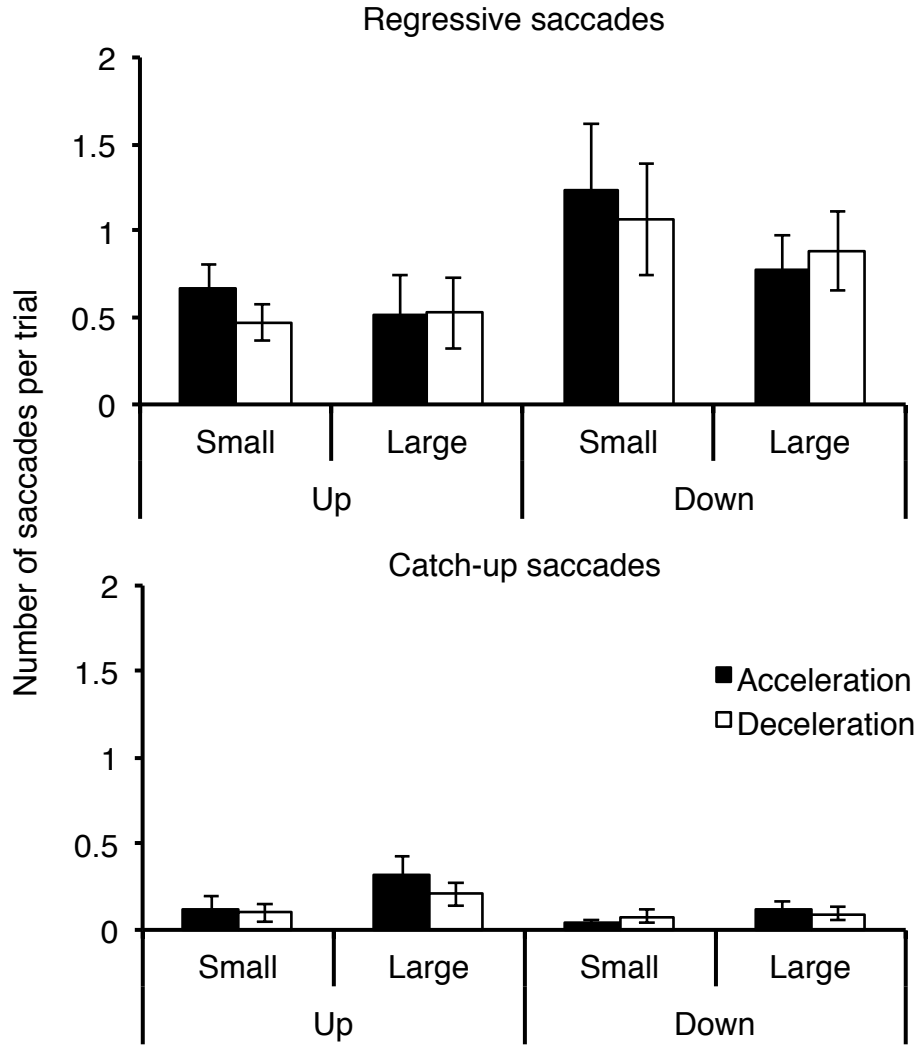 Regressive saccades
2
1.5
1
0.5
0
Small Large Small Large
Up Down
Number of saccades per trial
Catch-up saccades
2
1.5
1
0.5
0
Acceleration
Deceleration
Small Large Small Large
Up Down